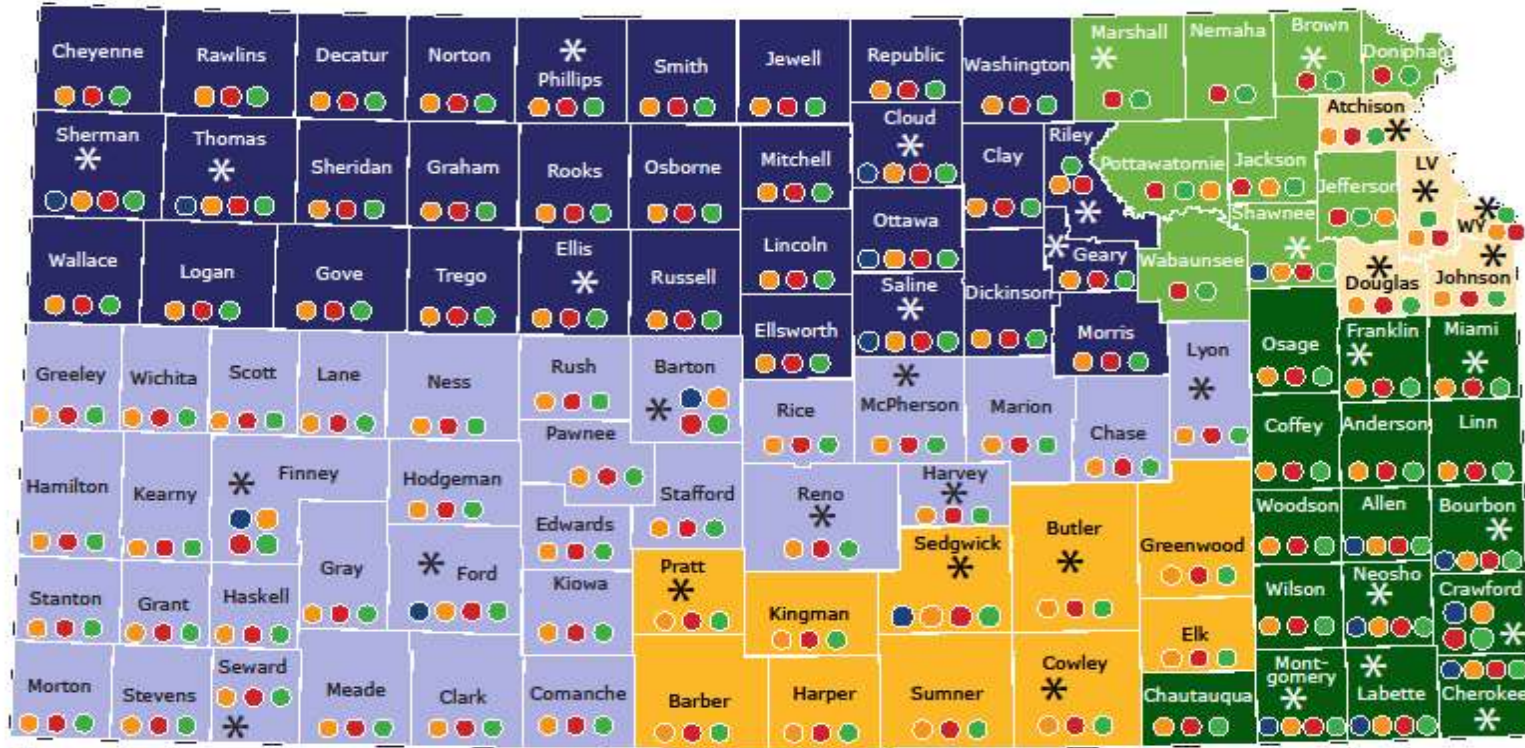 Cheyenne
Rawlins
Decatur
Norton
*
Phillips
Smith
Jewell
Republic
Washington
Marshall
*
Nemaha
Brown
*
Doniphan
Sherman
*
Thomas
*
Sheridan
Graham
Rooks
Osborne
Mitchell
Cloud
*
Clay
Riley
*
Pottawatomie
Jackson
Atchison
*
Jefferson
LV
*
Wallace
Logan
Gove
Trego
Ellis
*
Russell
Lincoln
Ottawa
Dickinson
*
Geary
Wabaunsee
Shawnee
*
*
WY
*
Douglas
*
Johnson
Ellsworth
Saline
*
Morris
Greeley
Wichita
Scott
Lane
Ness
Rush
Barton
*
Rice
*
McPherson
Marion
Chase
Lyon
*
Osage
Franklin
*
Miami
*
Hamilton
Kearny
Finney
*
Hodgeman
Pawnee
Stafford
Reno
*
Harvey
*
Coffey
Anderson
Linn
Stanton
Grant
Haskell
Gray
Ford
*
Edwards
Kiowa
Pratt
*
Kingman
Sedgwick
*
Butler
*
Greenwood
Woodson
Allen
Bourbon
*
Wilson
Neosho
*
Crawford
*
Morton
Stevens
Seward
*
Meade
Clark
Comanche
Barber
Harper
Sumner
Cowley
*
Elk
Chautauqua
Mont-
gomery
*
*
Labette
Cherokee
*